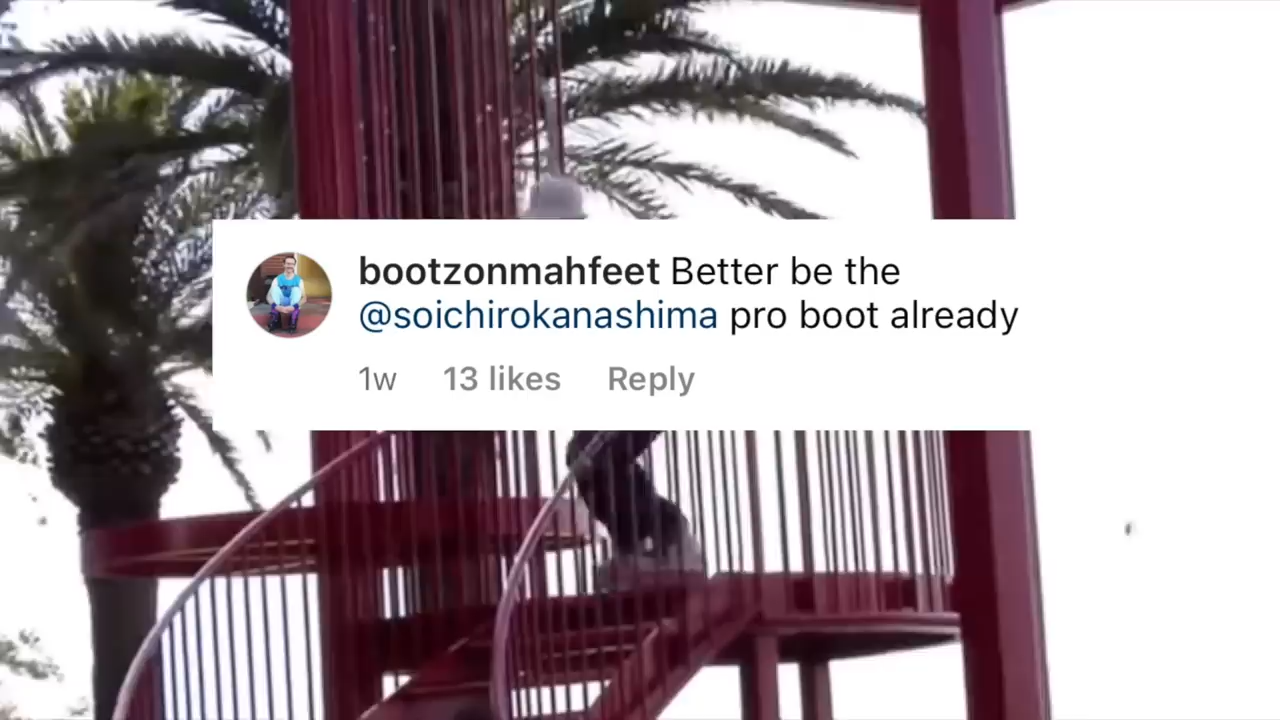 bootzonmahfeet Better be the
@soichirokanashima pro boot already
1w 13 likes Reply